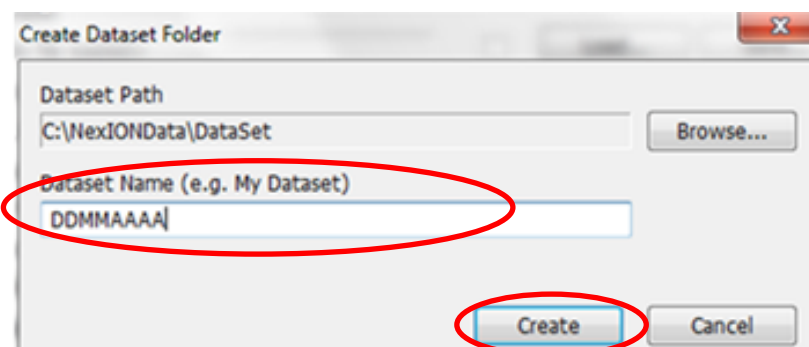 Create Dataset Folder
Dataset Path
C:\NexIONData\DataSet
Browse...
Dataset Name (e.g. My Dataset)
DDMMAAAA
Create
Cancel